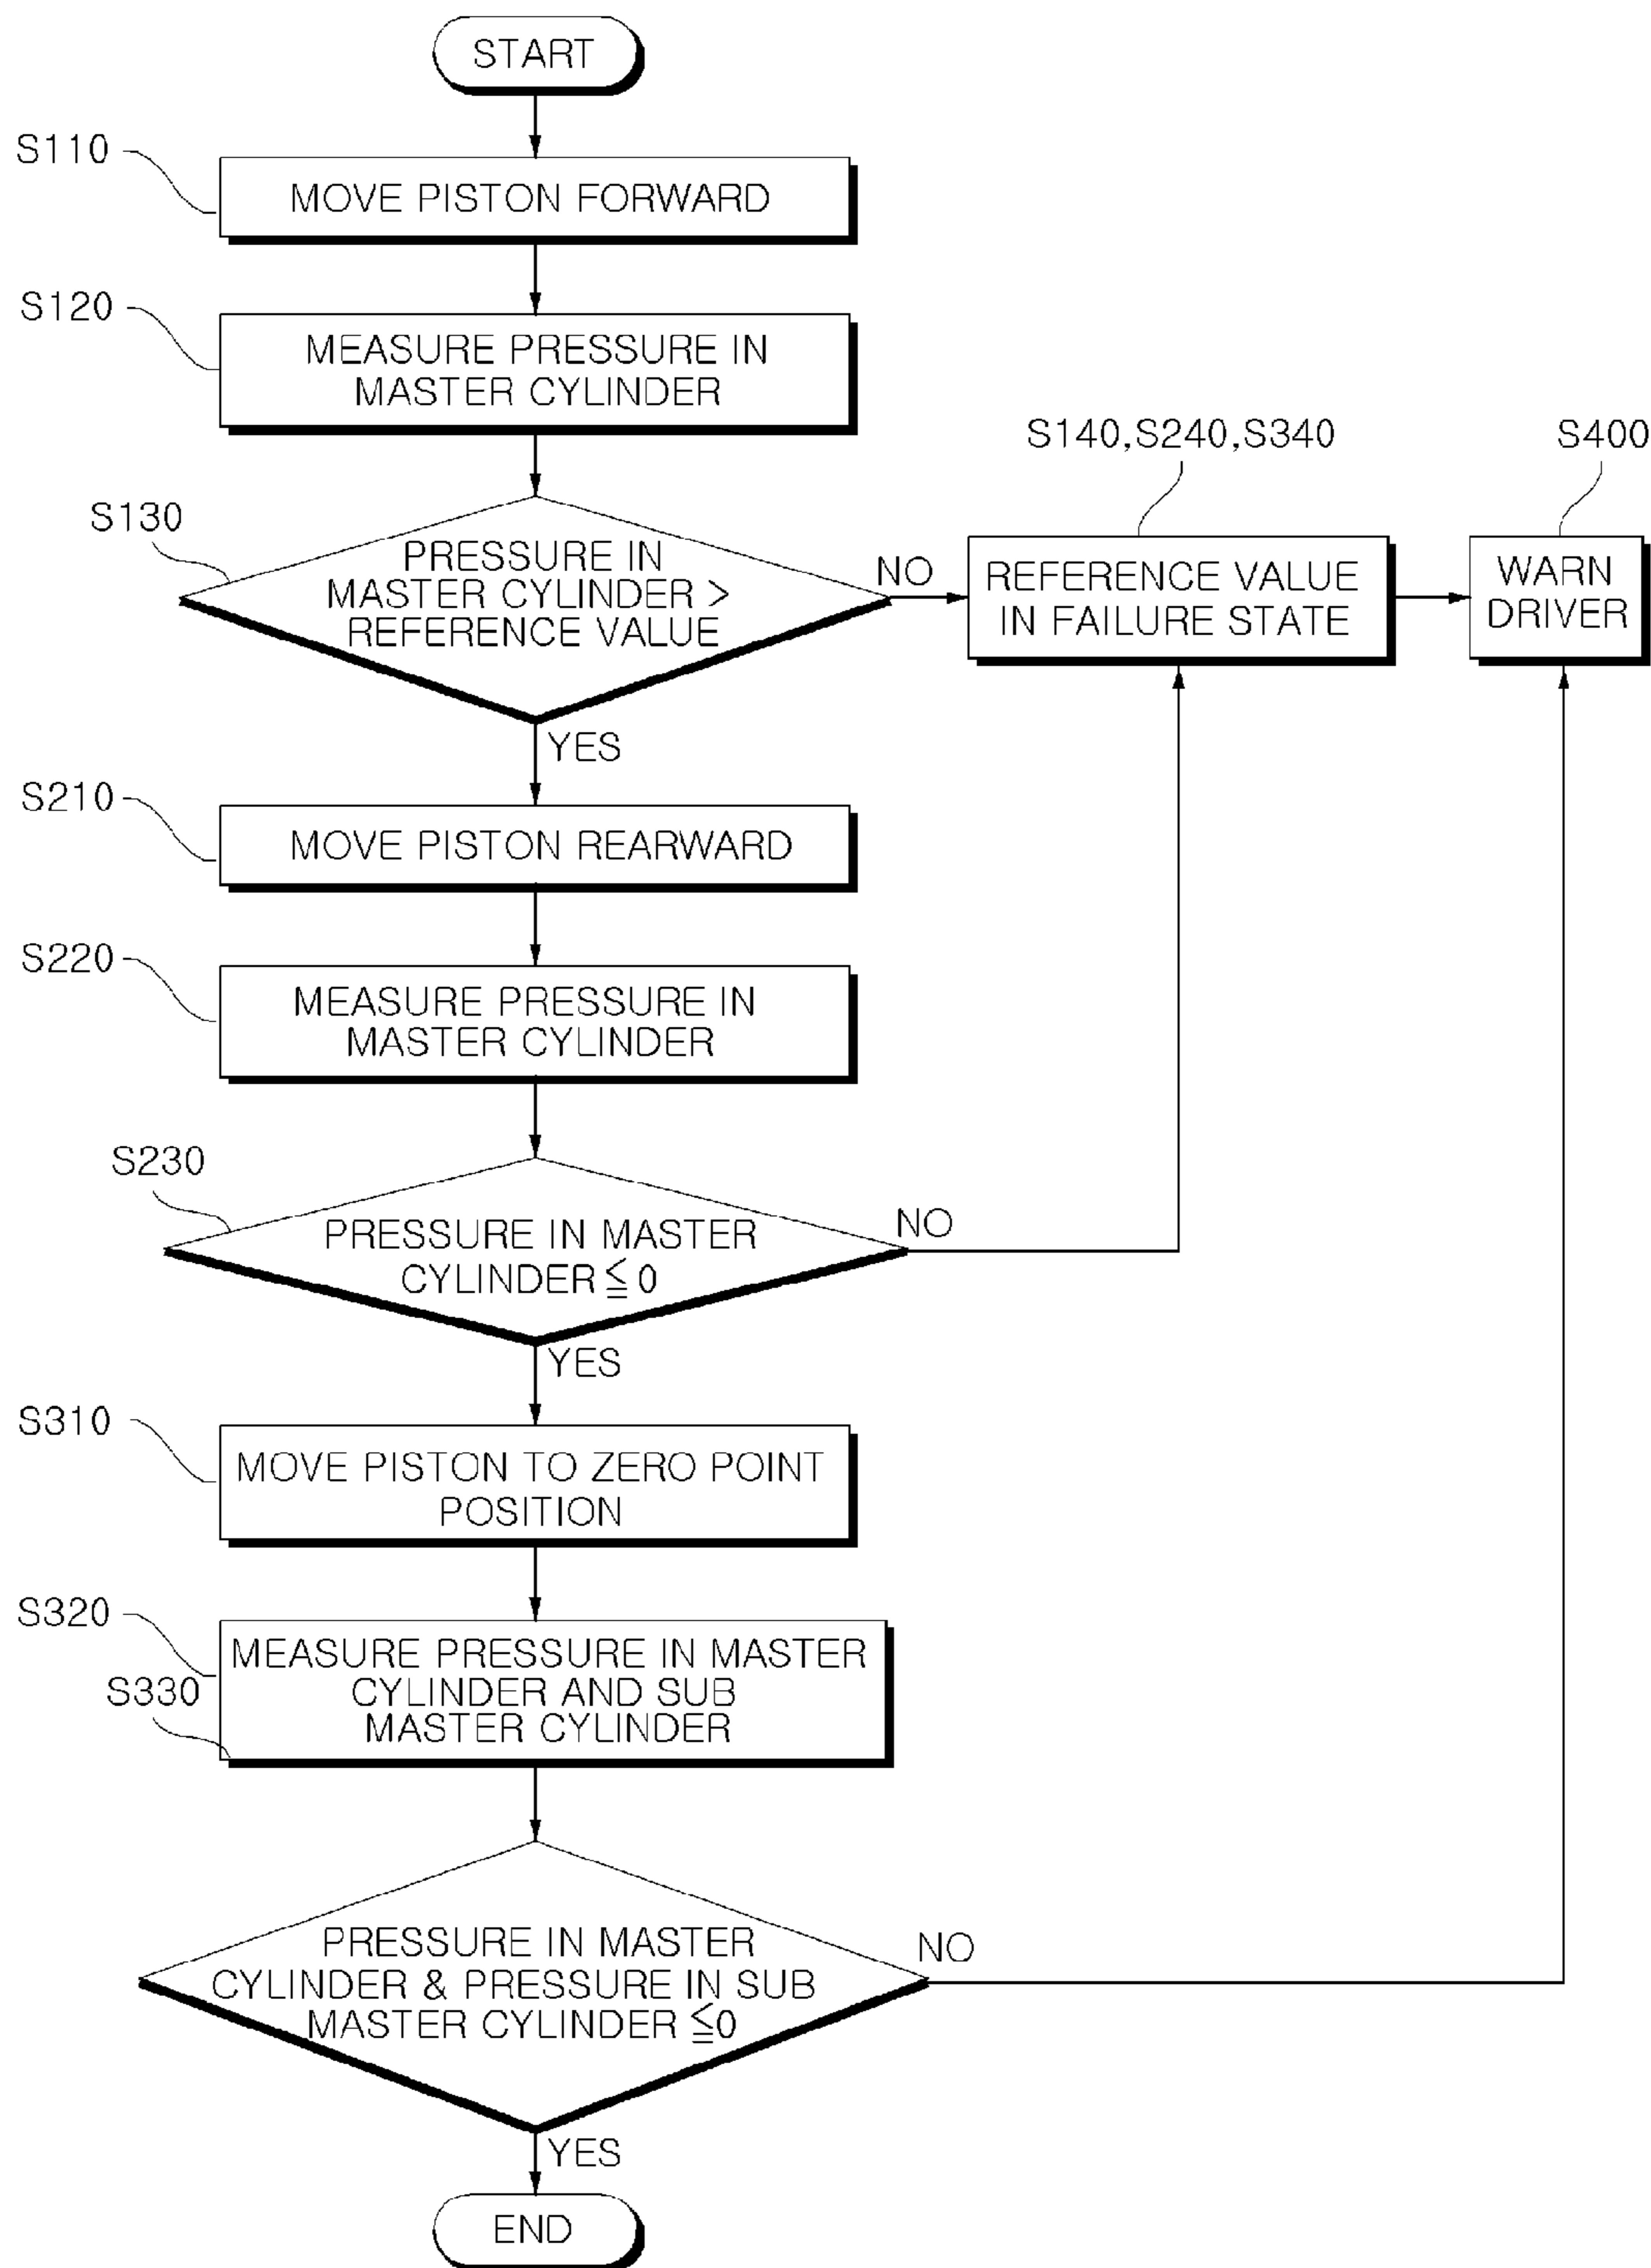 START
S110
MOVE PISTON FORWARD
S120
MEASURE PRESSURE IN
MASTER CYLINDER
S140,S240,S340
S400
S130
PRESSURE IN
MASTER CYLINDER >
REFERENCE VALUE
NO
REFERENCE VALUE
IN FAILURE STATE
WARN
DRIVER
YES
S210
MOVE PISTON REARWARD
S220
MEASURE PRESSURE IN
MASTER CYLINDER
S230
PRESSURE IN MASTER
CYLINDER ≦ 0
NO
YES
S310
MOVE PISTON TO ZERO POINT
POSITION
S320
MEASURE PRESSURE IN MASTER
CYLINDER AND SUB
MASTER CYLINDER
S330
PRESSURE IN MASTER
CYLINDER & PRESSURE IN SUB
MASTER CYLINDER ≦0
NO
YES
END